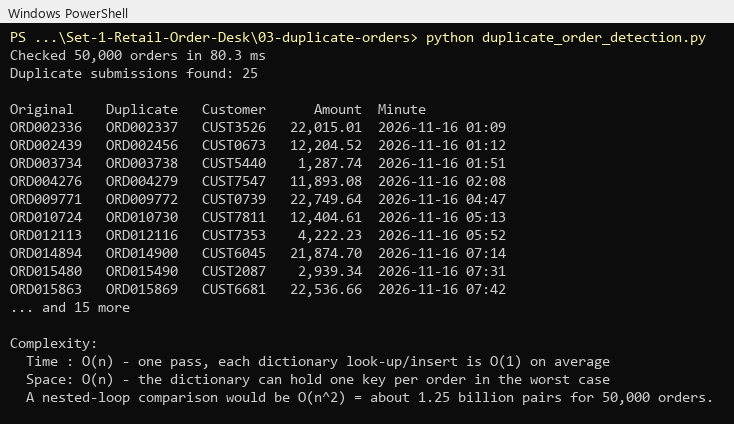 Windows PowerShell
PS ...\Set-1-Retail-Order-Desk\03-duplicate-orders> python duplicate_order_detection.py
Checked 50,000 orders in 80.3 ms
Duplicate submissions found: 25
Original    Duplicate   Customer      Amount  Minute
ORD002336   ORD002337   CUST3526   22,015.01  2026-11-16 01:09
ORD002439   ORD002456   CUST0673   12,204.52  2026-11-16 01:12
ORD003734   ORD003738   CUST5440    1,287.74  2026-11-16 01:51
ORD004276   ORD004279   CUST7547   11,893.08  2026-11-16 02:08
ORD009771   ORD009772   CUST0739   22,749.64  2026-11-16 04:47
ORD010724   ORD010730   CUST7811   12,404.61  2026-11-16 05:13
ORD012113   ORD012116   CUST7353    4,222.23  2026-11-16 05:52
ORD014894   ORD014900   CUST6045   21,874.70  2026-11-16 07:14
ORD015480   ORD015490   CUST2087    2,939.34  2026-11-16 07:31
ORD015863   ORD015869   CUST6681   22,536.66  2026-11-16 07:42
... and 15 more
Complexity:
  Time : O(n) - one pass, each dictionary look-up/insert is O(1) on average
  Space: O(n) - the dictionary can hold one key per order in the worst case
  A nested-loop comparison would be O(n^2) = about 1.25 billion pairs for 50,000 orders.